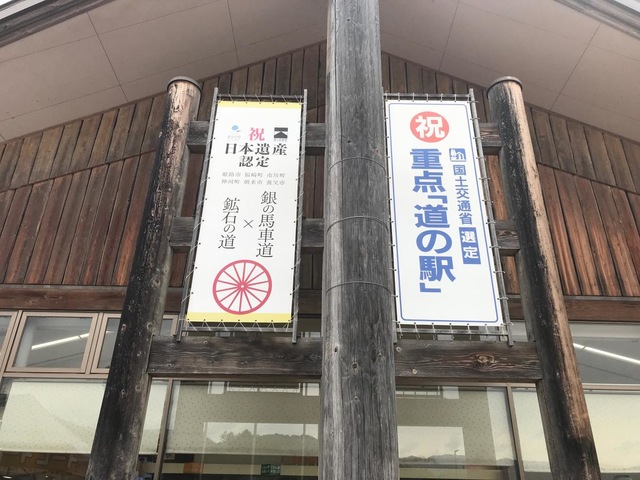 祝
日本遺産
認定
姫路市 福崎町 市川町
神河町 朝来市 養父市
銀の馬車道
×
鉱石の道
祝
国土交通省 選定
重点「道の駅」